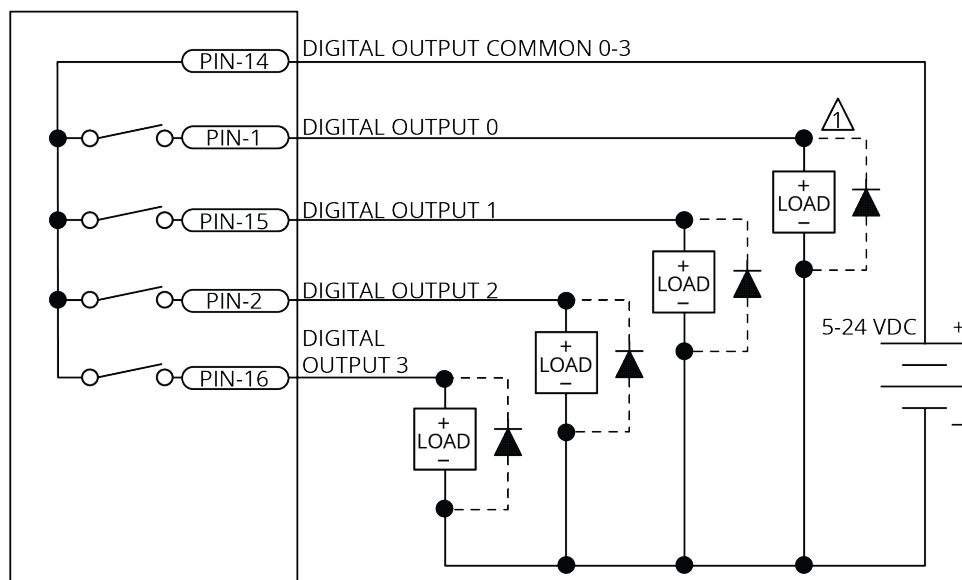 PIN-14 DIGITAL OUTPUT COMMON 0-3
1
PIN-1 DIGITAL OUTPUT 0
+
LOAD
−
PIN-15 DIGITAL OUTPUT 1
+
LOAD
−
PIN-2 DIGITAL OUTPUT 2
5-24 VDC +
−
+
LOAD
−
DIGITAL
OUTPUT 3
PIN-16
+
LOAD
−